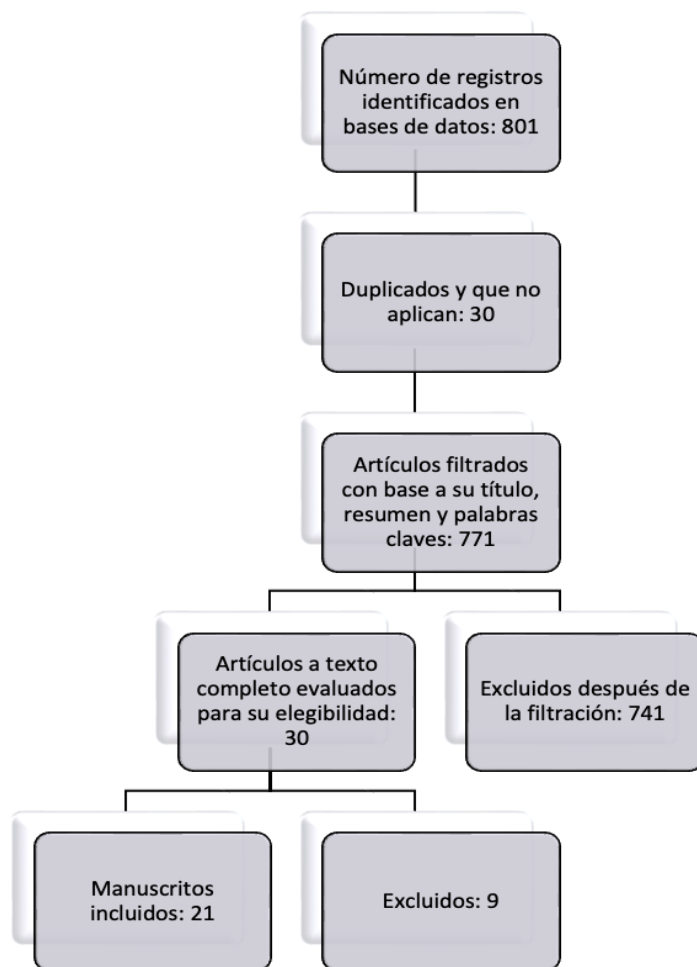 Número de registros
identificados en
bases de datos: 801
Duplicados y que no
aplican: 30
Artículos filtrados
con base a su título,
resumen y palabras
claves: 771
Artículos a texto
completo evaluados
para su elegibilidad:
30
Excluidos después de
la filtración: 741
Manuscritos
incluidos: 21
Excluidos: 9